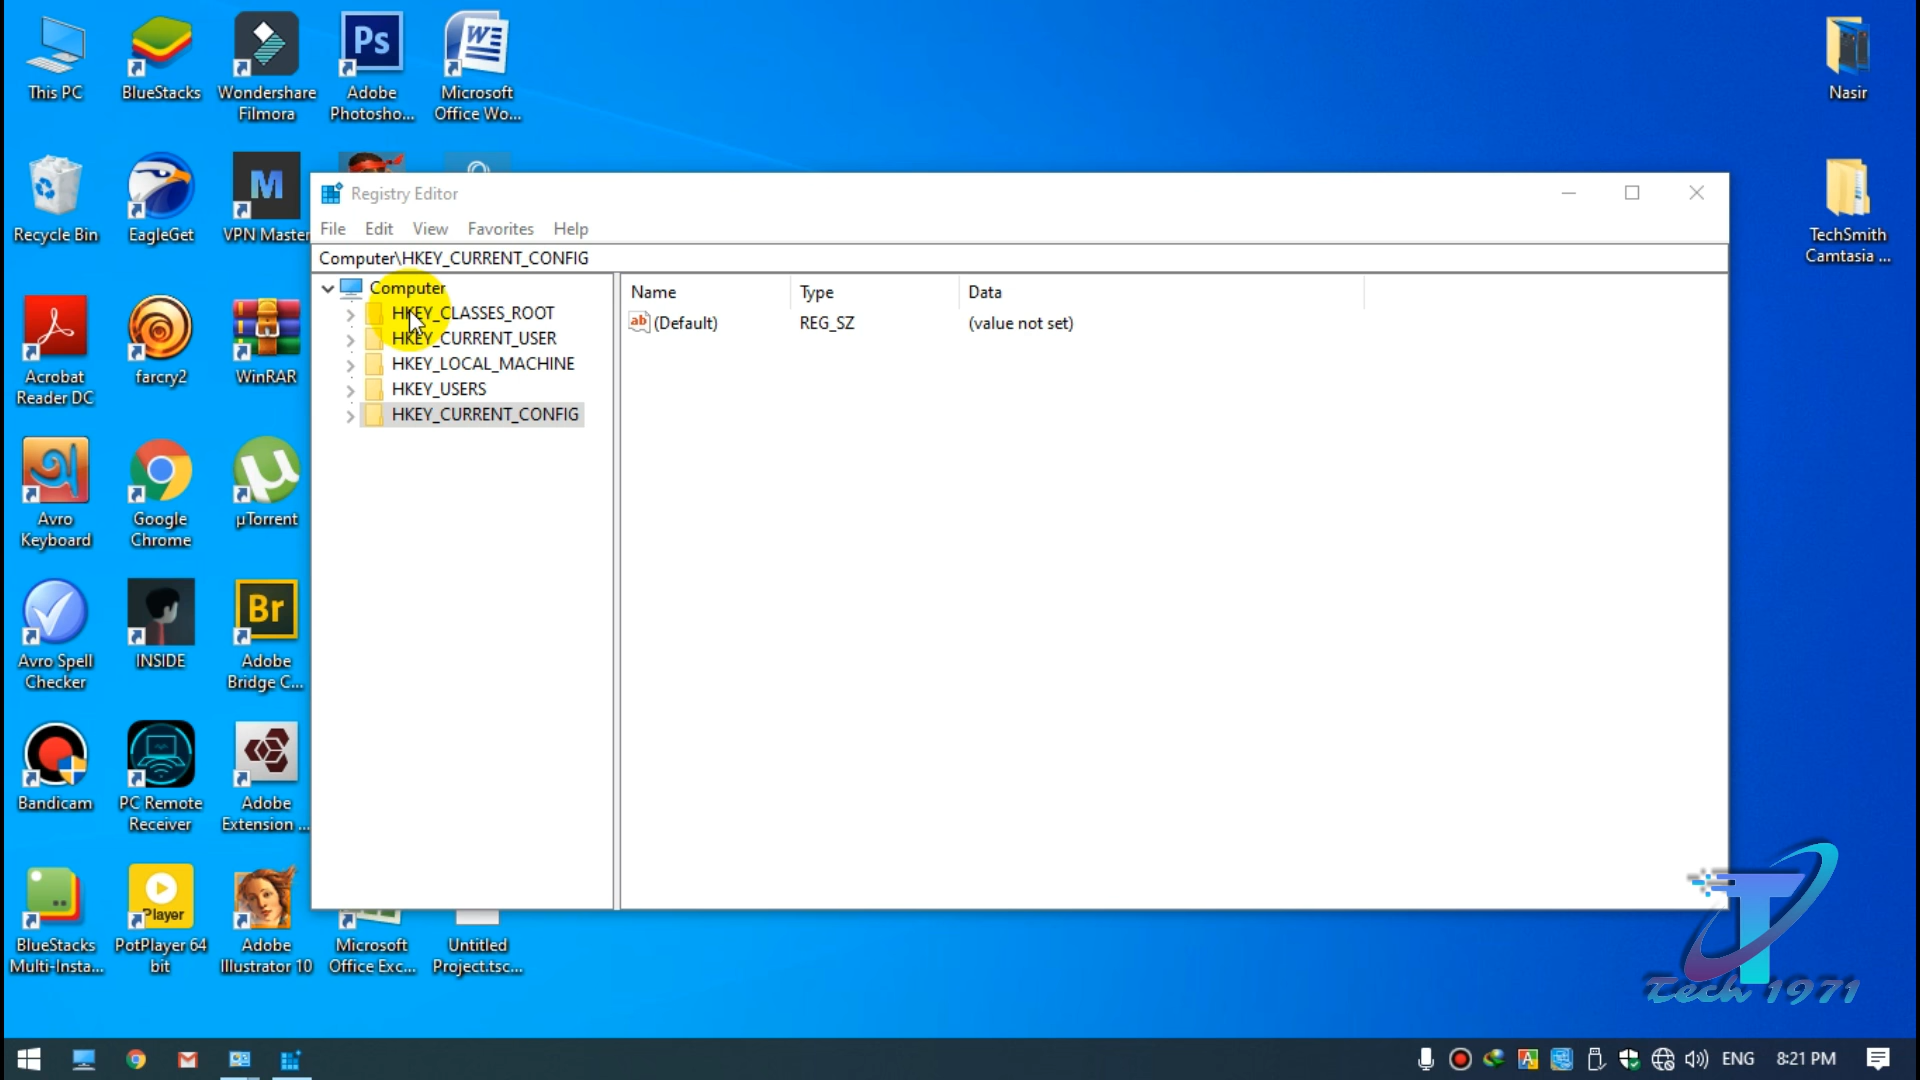 This PC
BlueStacks
Wondershare
Filmora
Ps
Adobe
Photosho...
W
Microsoft
Office Wo...
Nasir
Recycle Bin
EagleGet
M
VPN Master
TechSmith
Camtasia ...
Registry Editor
File Edit View Favorites Help
Computer\HKEY_CURRENT_CONFIG
Computer
HKEY_CLASSES_ROOT
HKEY_CURRENT_USER
HKEY_LOCAL_MACHINE
HKEY_USERS
HKEY_CURRENT_CONFIG
Name Type Data
ab (Default) REG_SZ (value not set)
Acrobat
Reader DC
farcry2
WinRAR
অ
Avro
Keyboard
Google
Chrome
µ
µTorrent
Avro Spell
Checker
INSIDE
Br
Adobe
Bridge C...
Bandicam
PC Remote
Receiver
Adobe
Extension ...
BlueStacks
Multi-Insta...
Player
PotPlayer 64
bit
Adobe
Illustrator 10
Microsoft
Office Exc...
Untitled
Project.tsc...
T
Tech 1971
A
ENG
8:21 PM